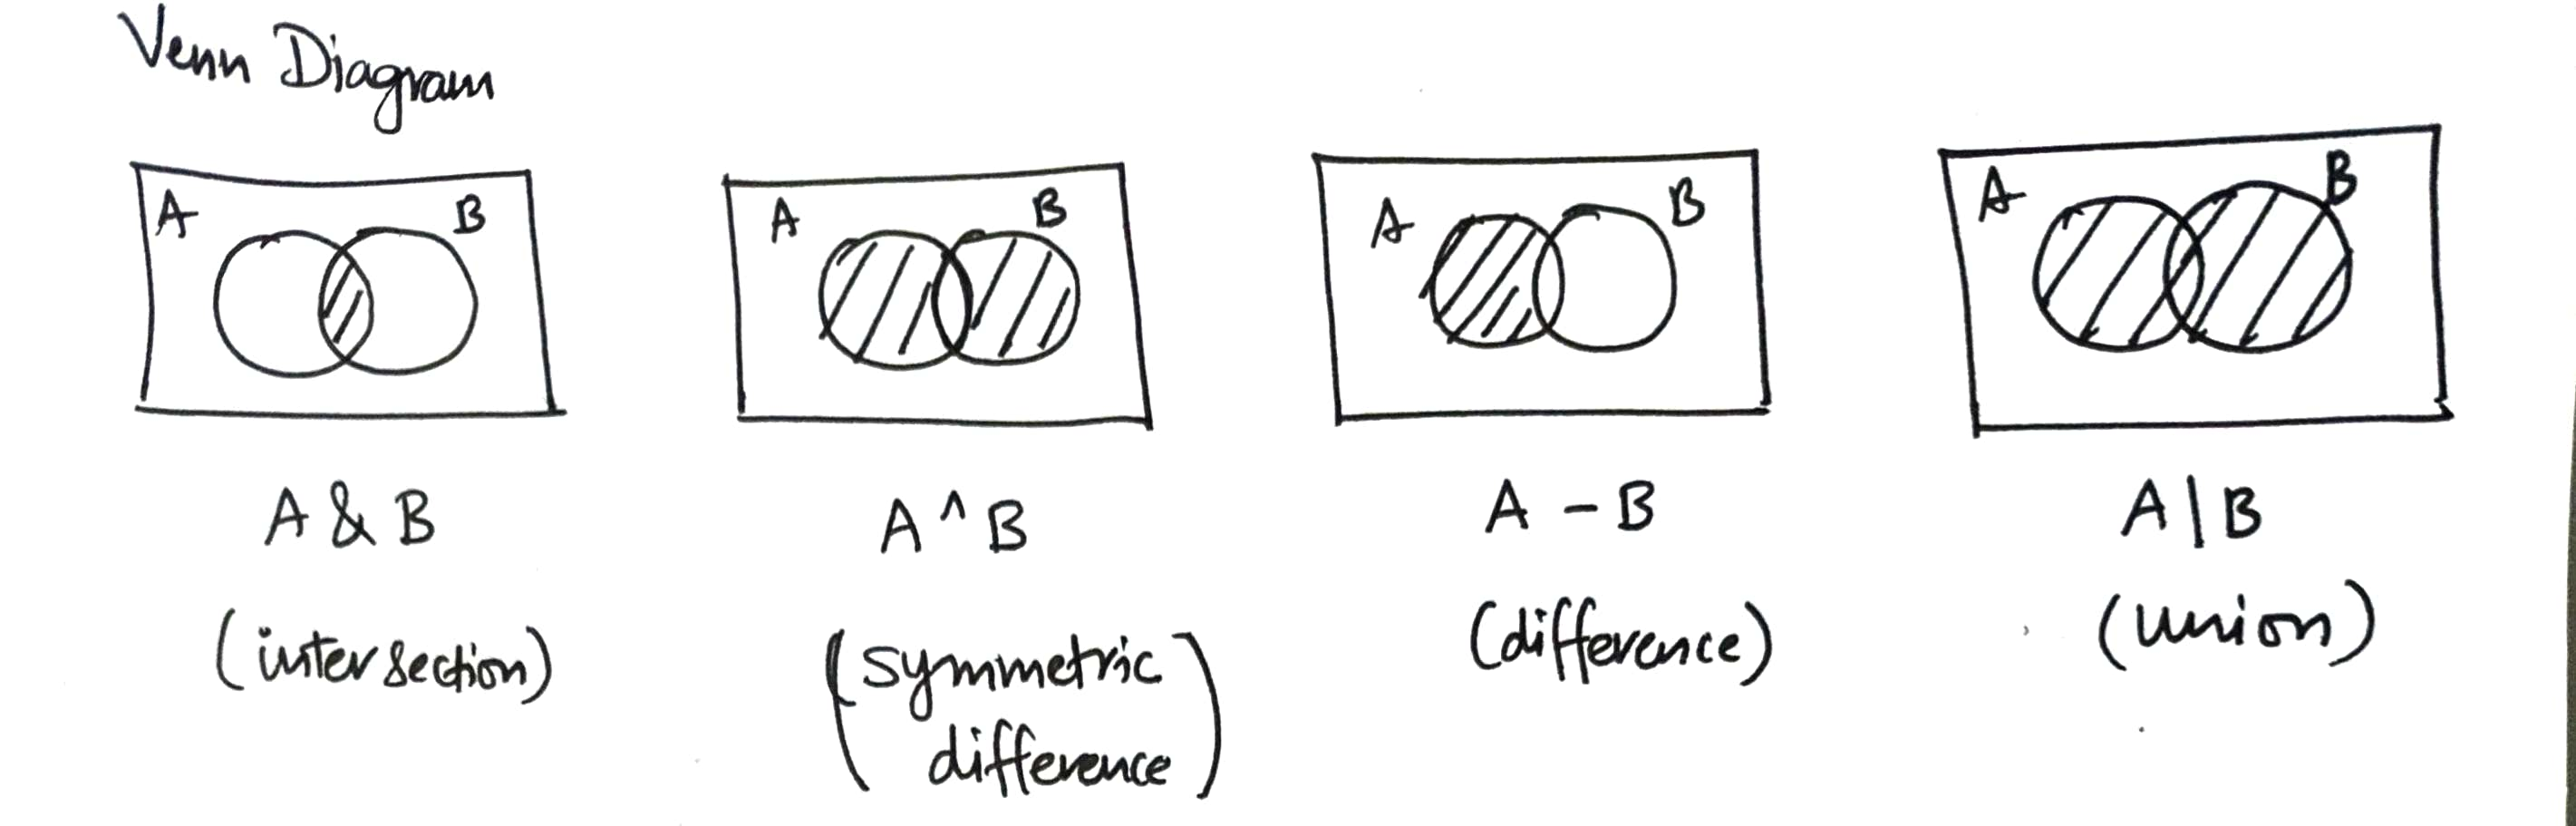 Venn Diagram
A B
A B
A B
A B
A & B
A ^ B
A - B
A | B
(intersection)
(symmetric
difference)
(difference)
(union)